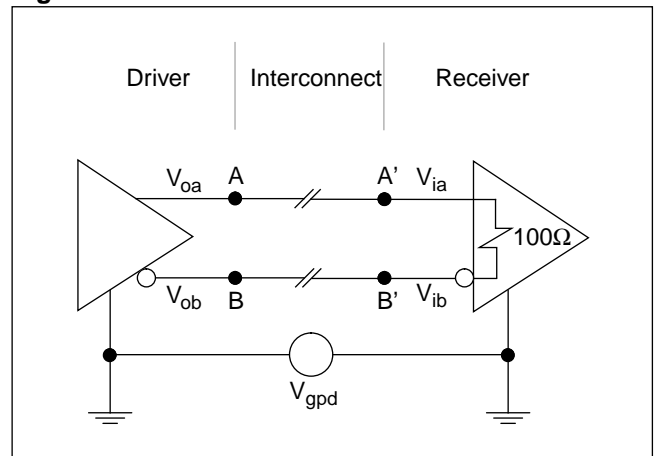 Driver Interconnect Receiver
Voa A A’ Via
100Ω
Vob B B’ Vib
Vgpd